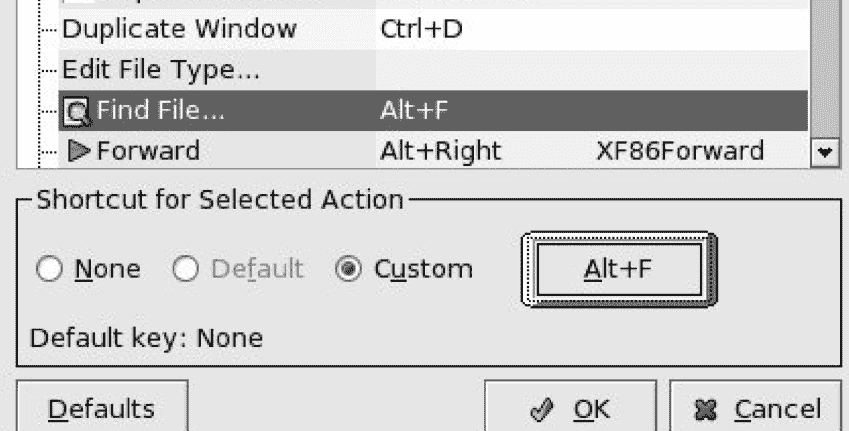 Duplicate Window Ctrl+D
Edit File Type...
Find File... Alt+F
Forward Alt+Right XF86Forward
Shortcut for Selected Action
None Default Custom Alt+F
Default key: None
Defaults OK Cancel